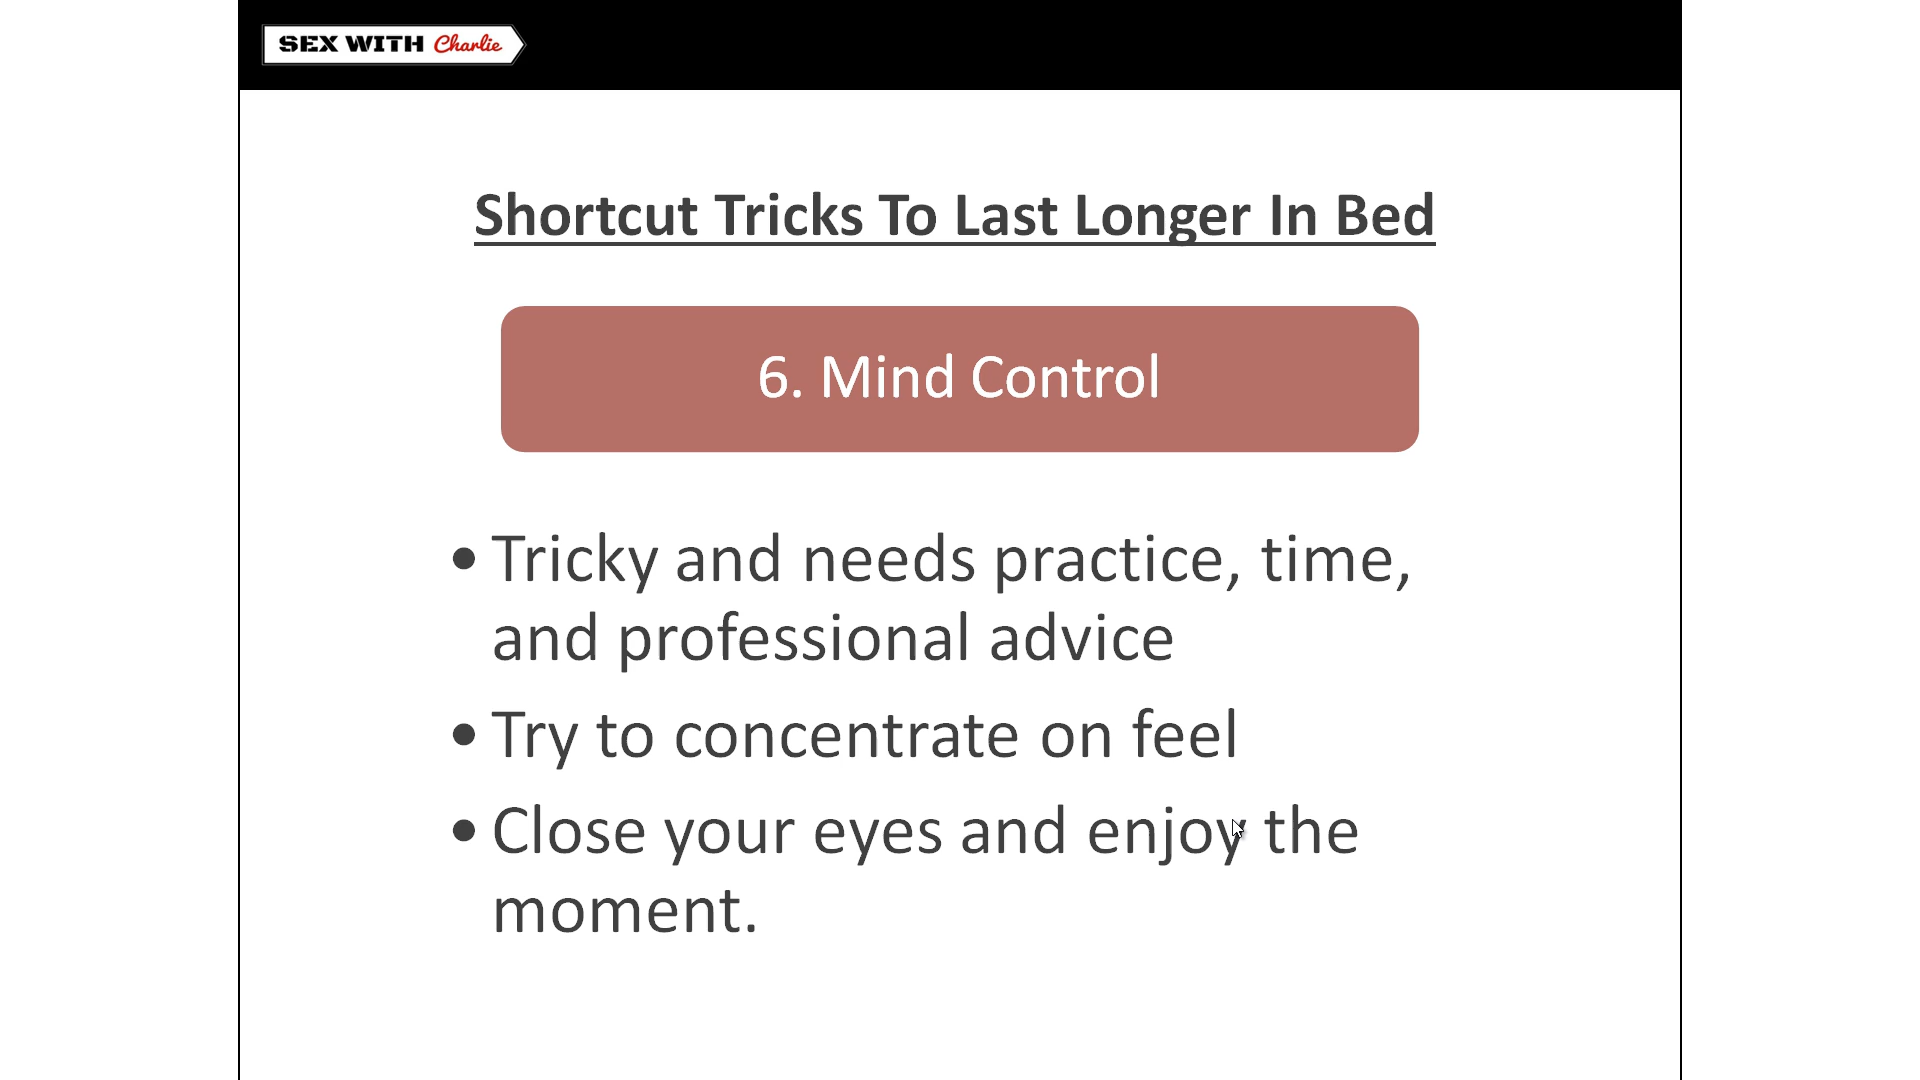 SEX WITH Charlie
Shortcut Tricks To Last Longer In Bed
6. Mind Control
• Tricky and needs practice, time,
and professional advice
• Try to concentrate on feel
• Close your eyes and enjoy the
moment.